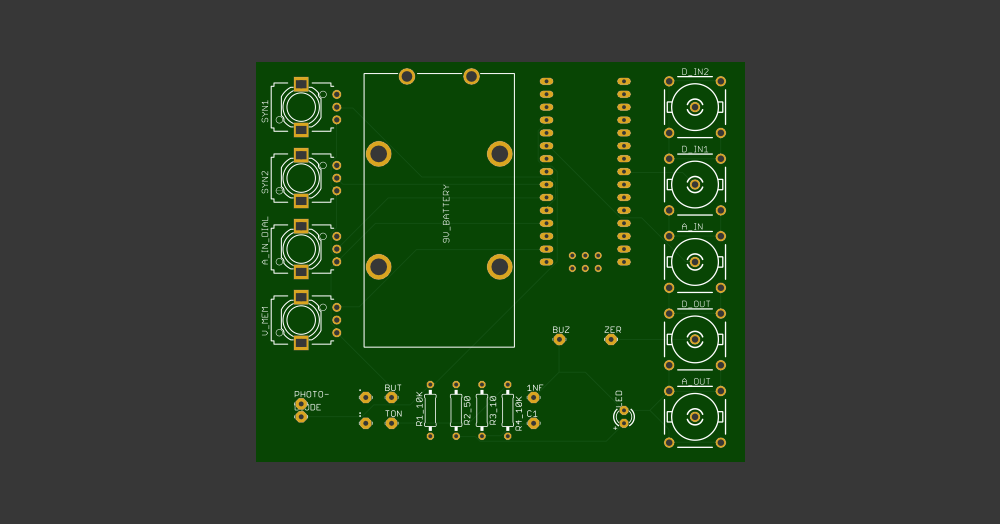 D_IN2
SYN1
D_IN1
SYN2
9V_BATTERY
A_IN_DIAL
A_IN
V_MEM
D_OUT
BUZ
ZER
A_OUT
PHOTO-
BUT
1NF
LED
R1_10K
R2_50
R3_10
R4_10K
TON
C1
+